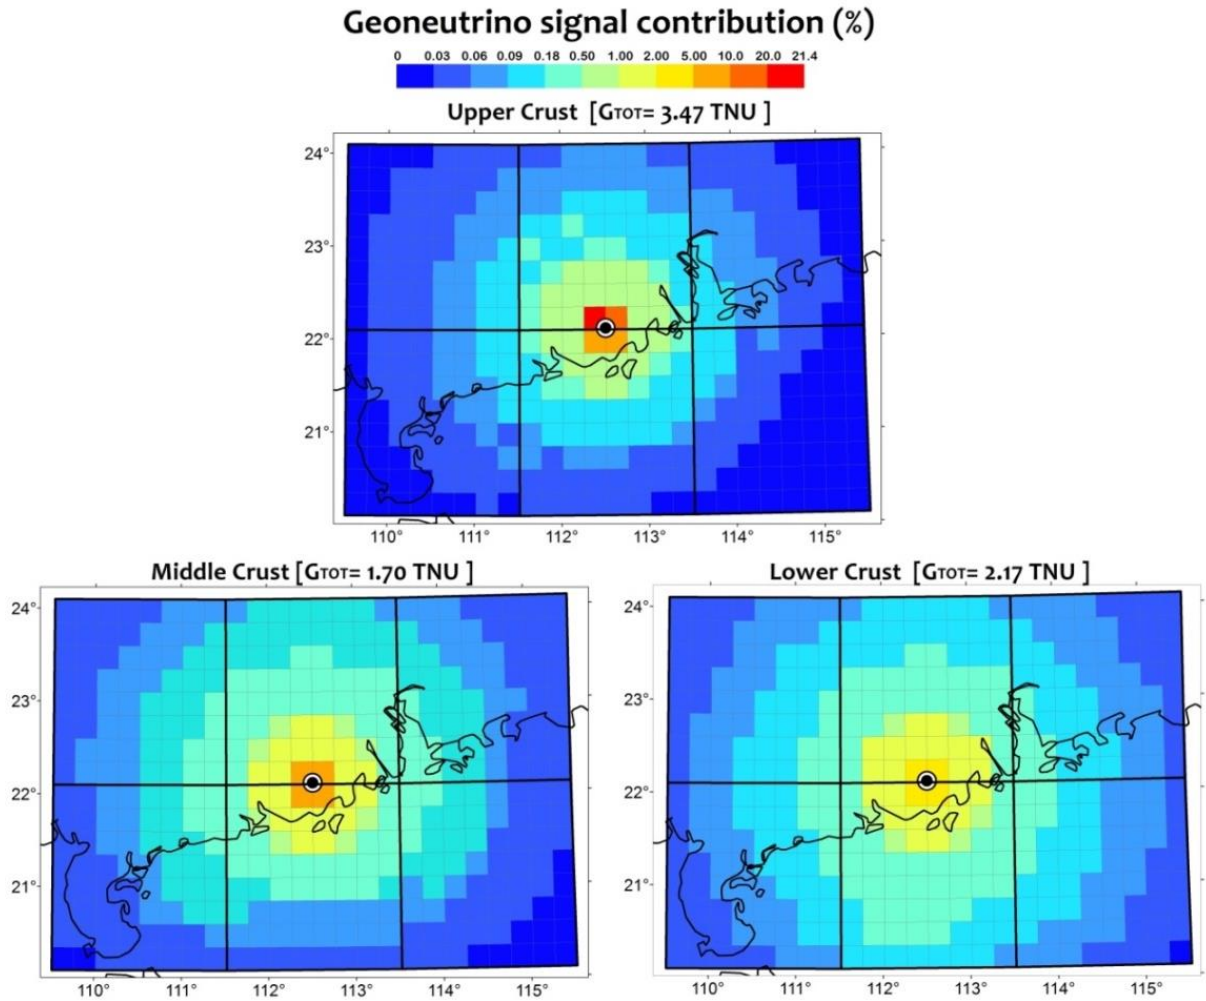 Geoneutrino signal contribution (%)
0 0.03 0.06 0.09 0.18 0.50 1.00 2.00 5.00 10.0 20.0 21.4
Upper Crust [GTOT= 3.47 TNU ]
24°
23°
22°
21°
110° 111° 112° 113° 114° 115°
Middle Crust [GTOT= 1.70 TNU ]
24°
23°
22°
21°
110° 111° 112° 113° 114° 115°
Lower Crust [GTOT= 2.17 TNU ]
24°
23°
22°
21°
110° 111° 112° 113° 114° 115°